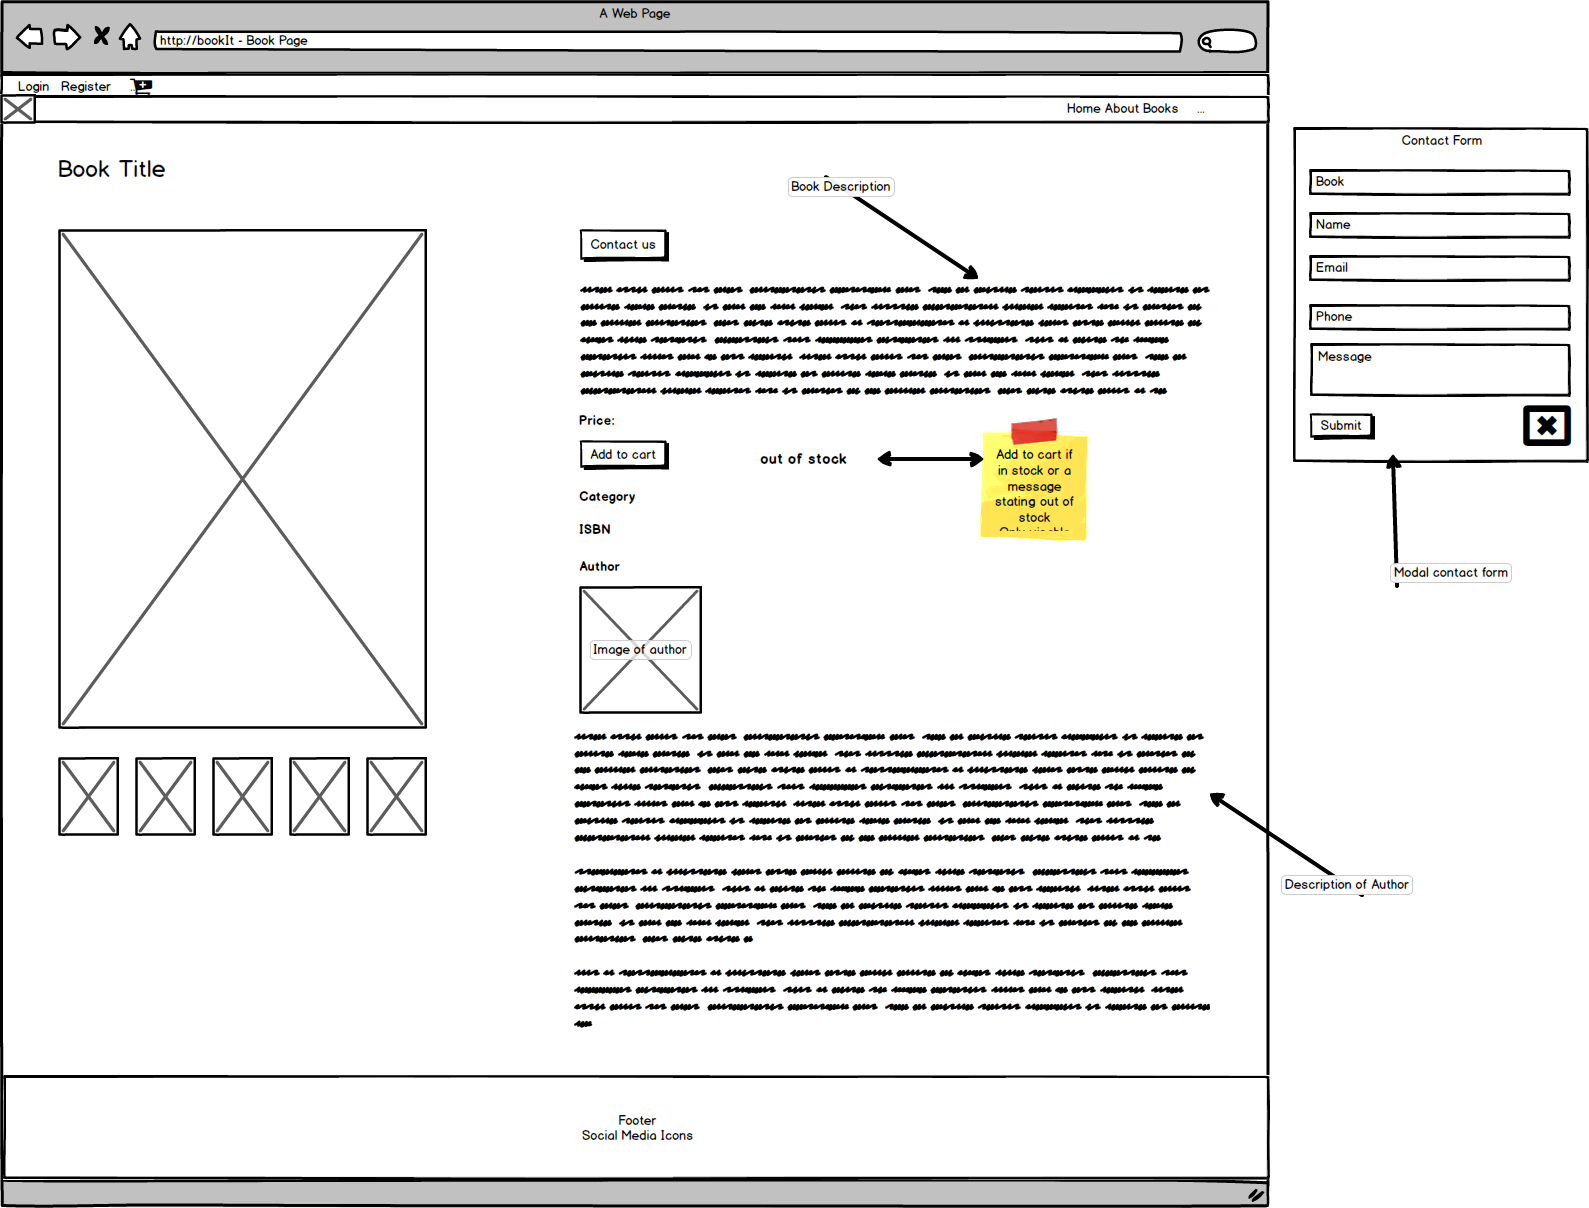 A Web Page
http://bookIt - Book Page
Login Register
Home About Books ...
Book Title
Book Description
Contact us
Price:
Add to cart
out of stock
Add to cart if
in stock or a
message
stating out of
stock
Category
ISBN
Author
Image of author
Description of Author
Footer
Social Media Icons
Contact Form
Book
Name
Email
Phone
Message
Submit
Modal contact form